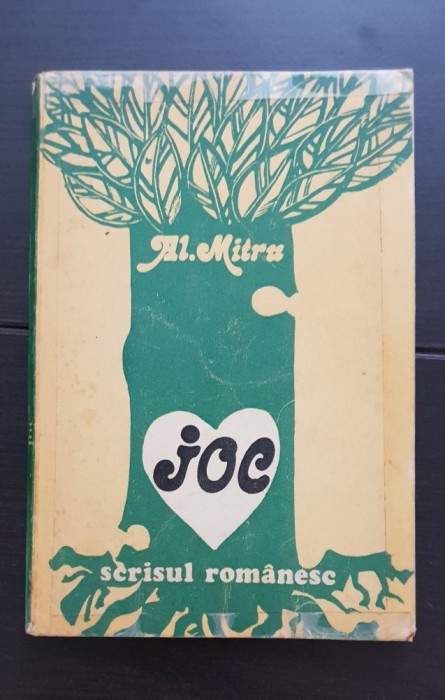 Al. Mitru
joc
scrisul românesc